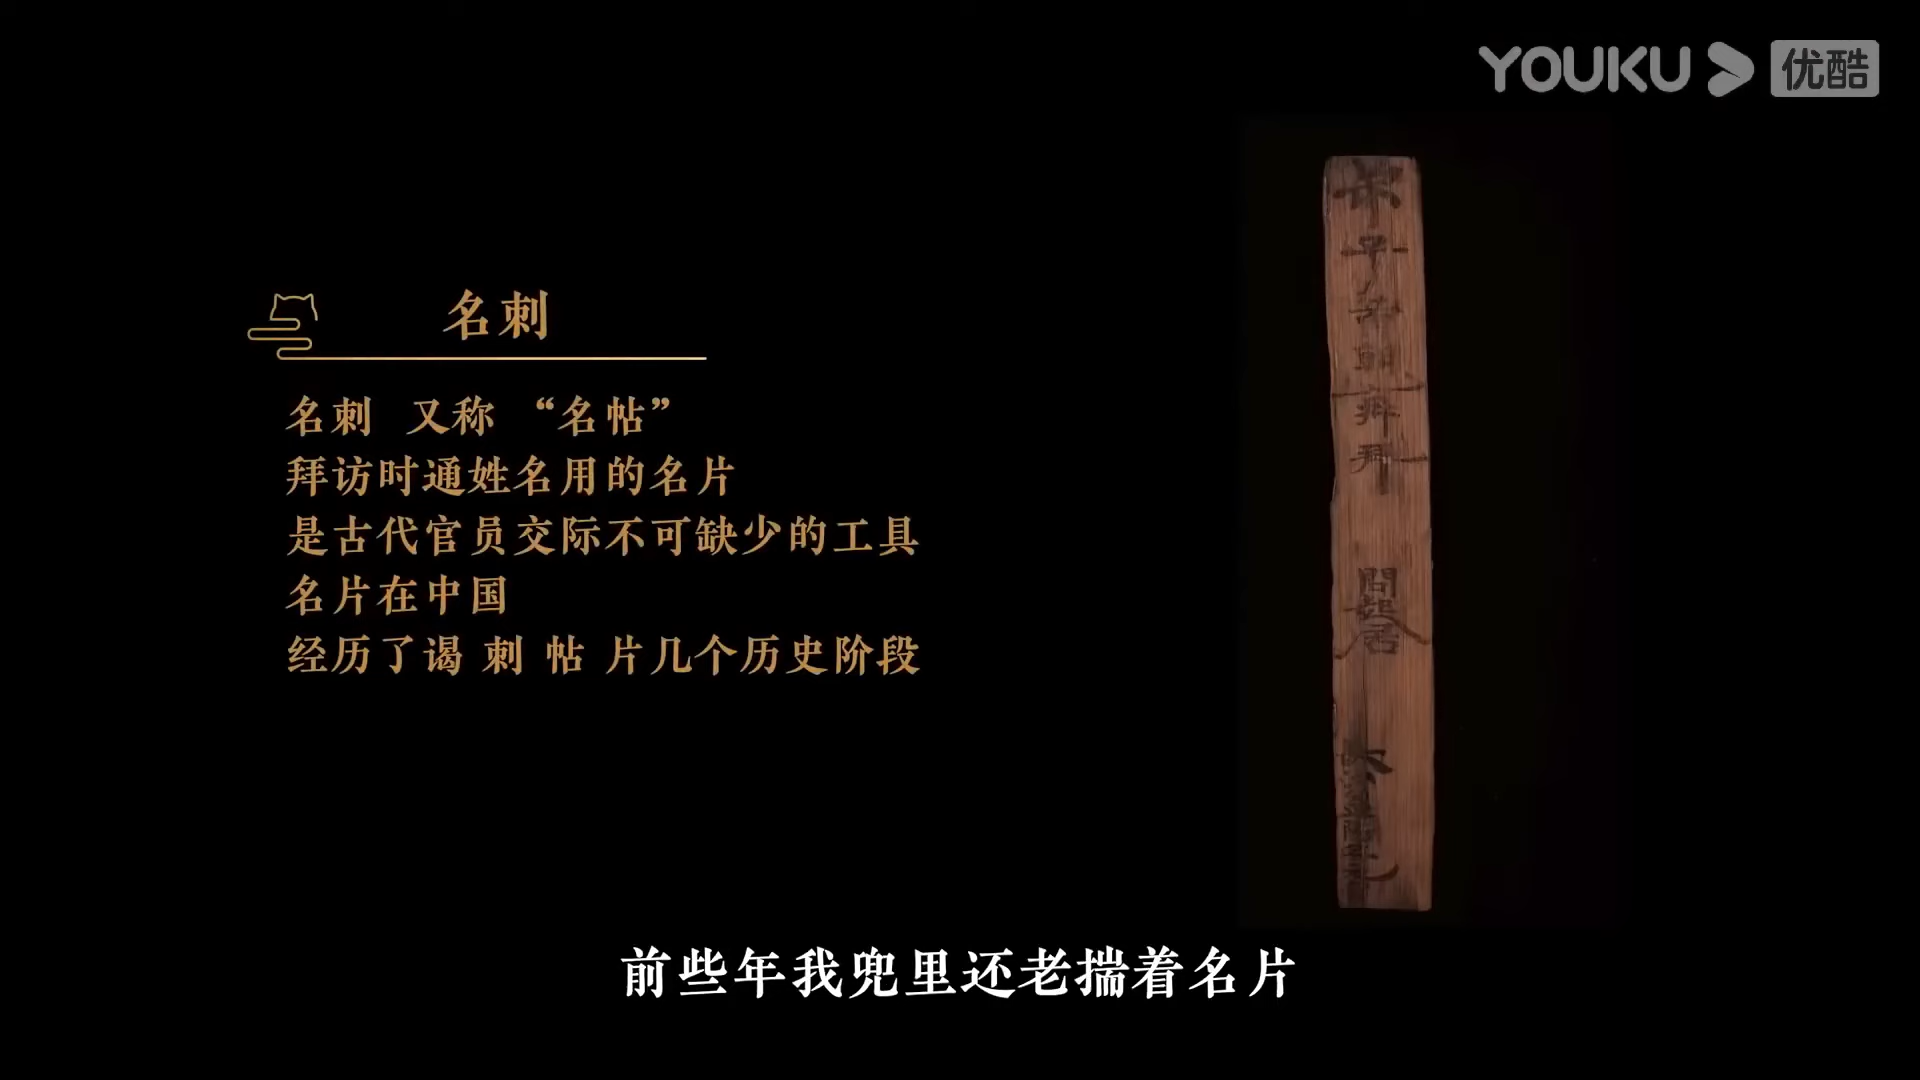 YOUKU 优酷
名刺
名刺 又称 “名帖”
拜访时通姓名用的名片
是古代官员交际不可缺少的工具
名片在中国
经历了谒 刺 帖 片几个历史阶段
問起居
前些年我兜里还老揣着名片